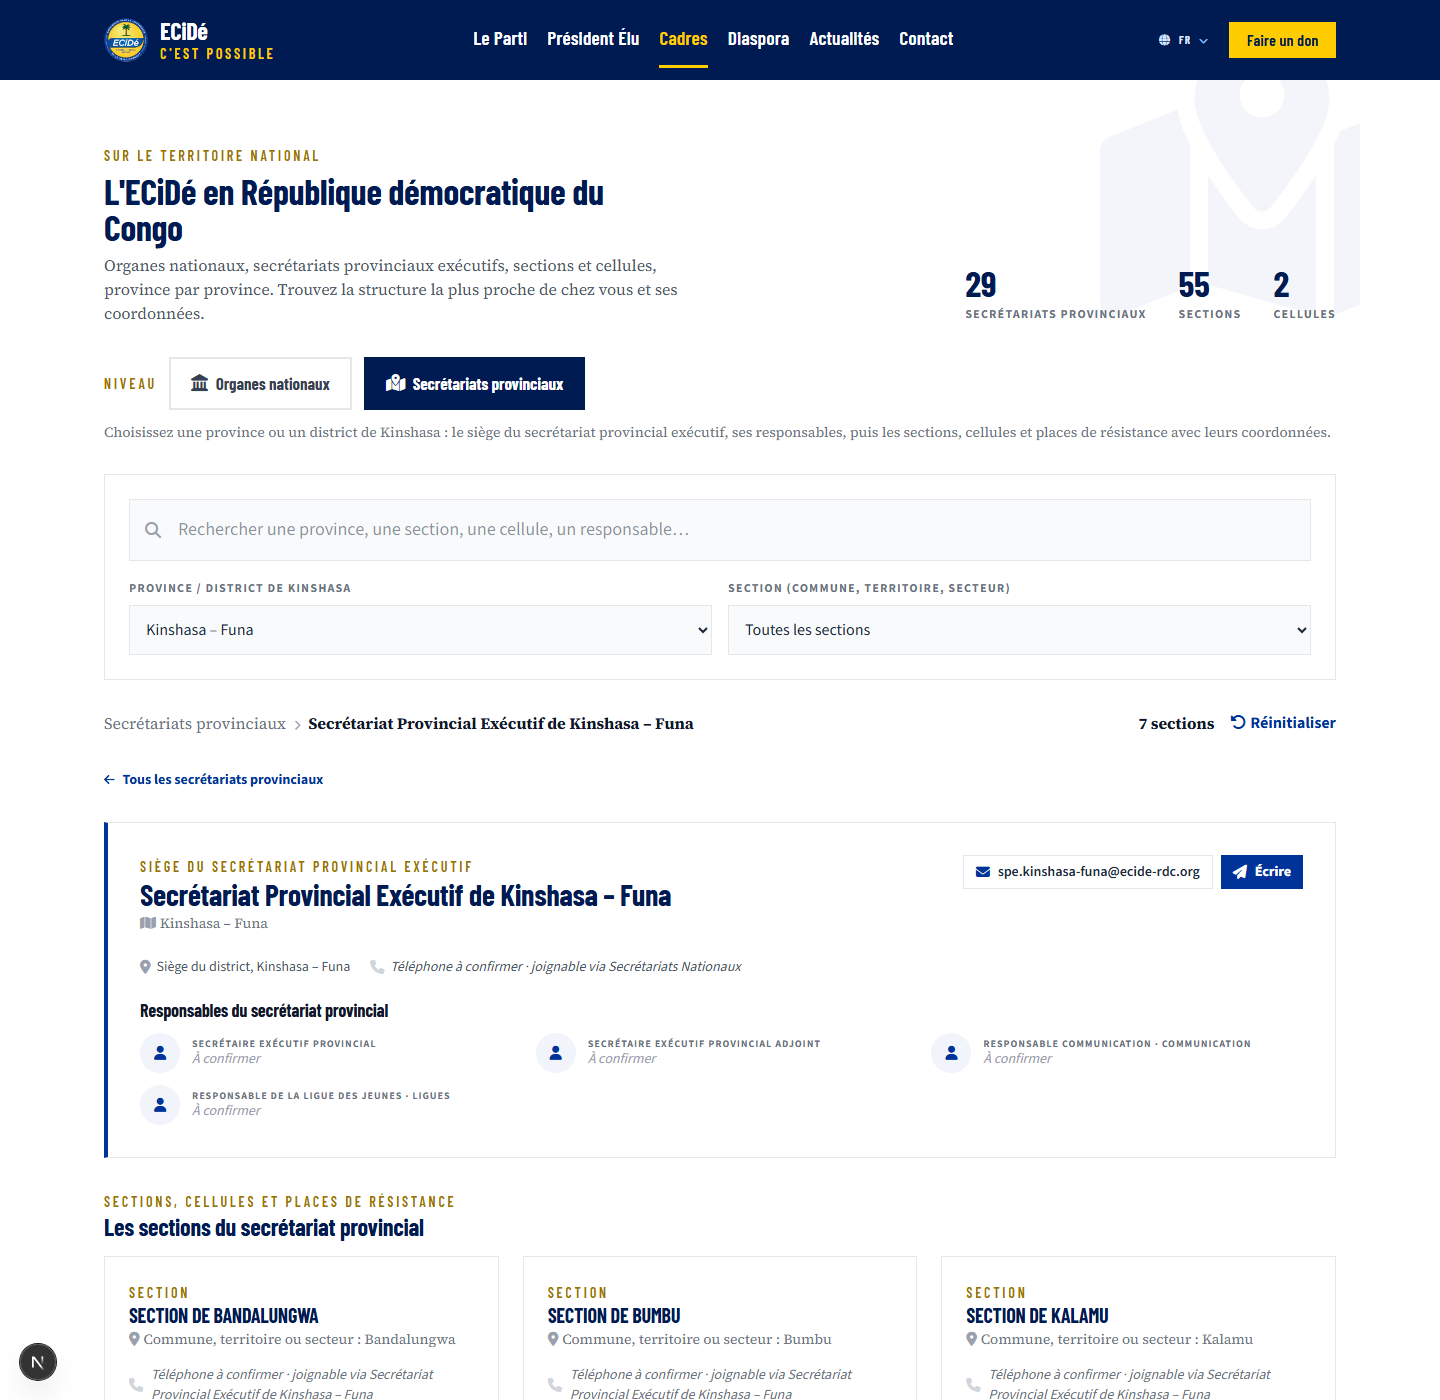 ECiDé
C'EST POSSIBLE
Le Parti Président Élu Cadres Diaspora Actualités Contact
FR
Faire un don
SUR LE TERRITOIRE NATIONAL
L'ECiDé en République démocratique du
Congo
Organes nationaux, secrétariats provinciaux exécutifs, sections et cellules,
province par province. Trouvez la structure la plus proche de chez vous et ses
coordonnées.
29 55 2
SECRÉTARIATS PROVINCIAUX SECTIONS CELLULES
NIVEAU Organes nationaux Secrétariats provinciaux
Choisissez une province ou un district de Kinshasa : le siège du secrétariat provincial exécutif, ses responsables, puis les sections, cellules et places de résistance avec leurs coordonnées.
Rechercher une province, une section, une cellule, un responsable…
PROVINCE / DISTRICT DE KINSHASA SECTION (COMMUNE, TERRITOIRE, SECTEUR)
Kinshasa – Funa Toutes les sections
Secrétariats provinciaux Secrétariat Provincial Exécutif de Kinshasa – Funa 7 sections Réinitialiser
Tous les secrétariats provinciaux
SIÈGE DU SECRÉTARIAT PROVINCIAL EXÉCUTIF
spe.kinshasa-funa@ecide-rdc.org Écrire
Secrétariat Provincial Exécutif de Kinshasa – Funa
Kinshasa – Funa
Siège du district, Kinshasa – Funa Téléphone à confirmer · joignable via Secrétariats Nationaux
Responsables du secrétariat provincial
SECRÉTAIRE EXÉCUTIF PROVINCIAL SECRÉTAIRE EXÉCUTIF PROVINCIAL ADJOINT RESPONSABLE COMMUNICATION · COMMUNICATION
À confirmer À confirmer À confirmer
RESPONSABLE DE LA LIGUE DES JEUNES · LIGUES
À confirmer
SECTIONS, CELLULES ET PLACES DE RÉSISTANCE
Les sections du secrétariat provincial
SECTION SECTION SECTION
SECTION DE BANDALUNGWA SECTION DE BUMBU SECTION DE KALAMU
Commune, territoire ou secteur : Bandalungwa Commune, territoire ou secteur : Bumbu Commune, territoire ou secteur : Kalamu
Téléphone à confirmer · joignable via Secrétariat Téléphone à confirmer · joignable via Secrétariat Téléphone à confirmer · joignable via Secrétariat
Provincial Exécutif de Kinshasa – Funa Provincial Exécutif de Kinshasa – Funa Provincial Exécutif de Kinshasa – Funa